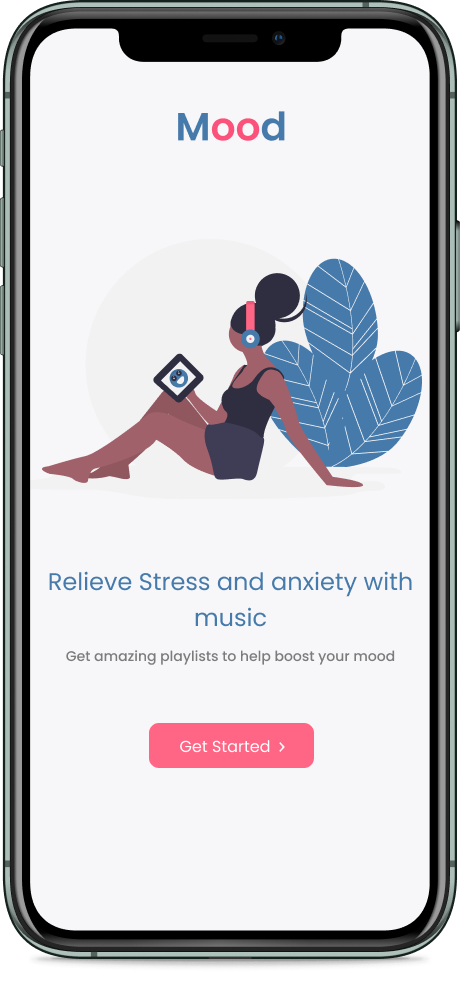 Mood
Relieve Stress and anxiety with
music
Get amazing playlists to help boost your mood
Get Started